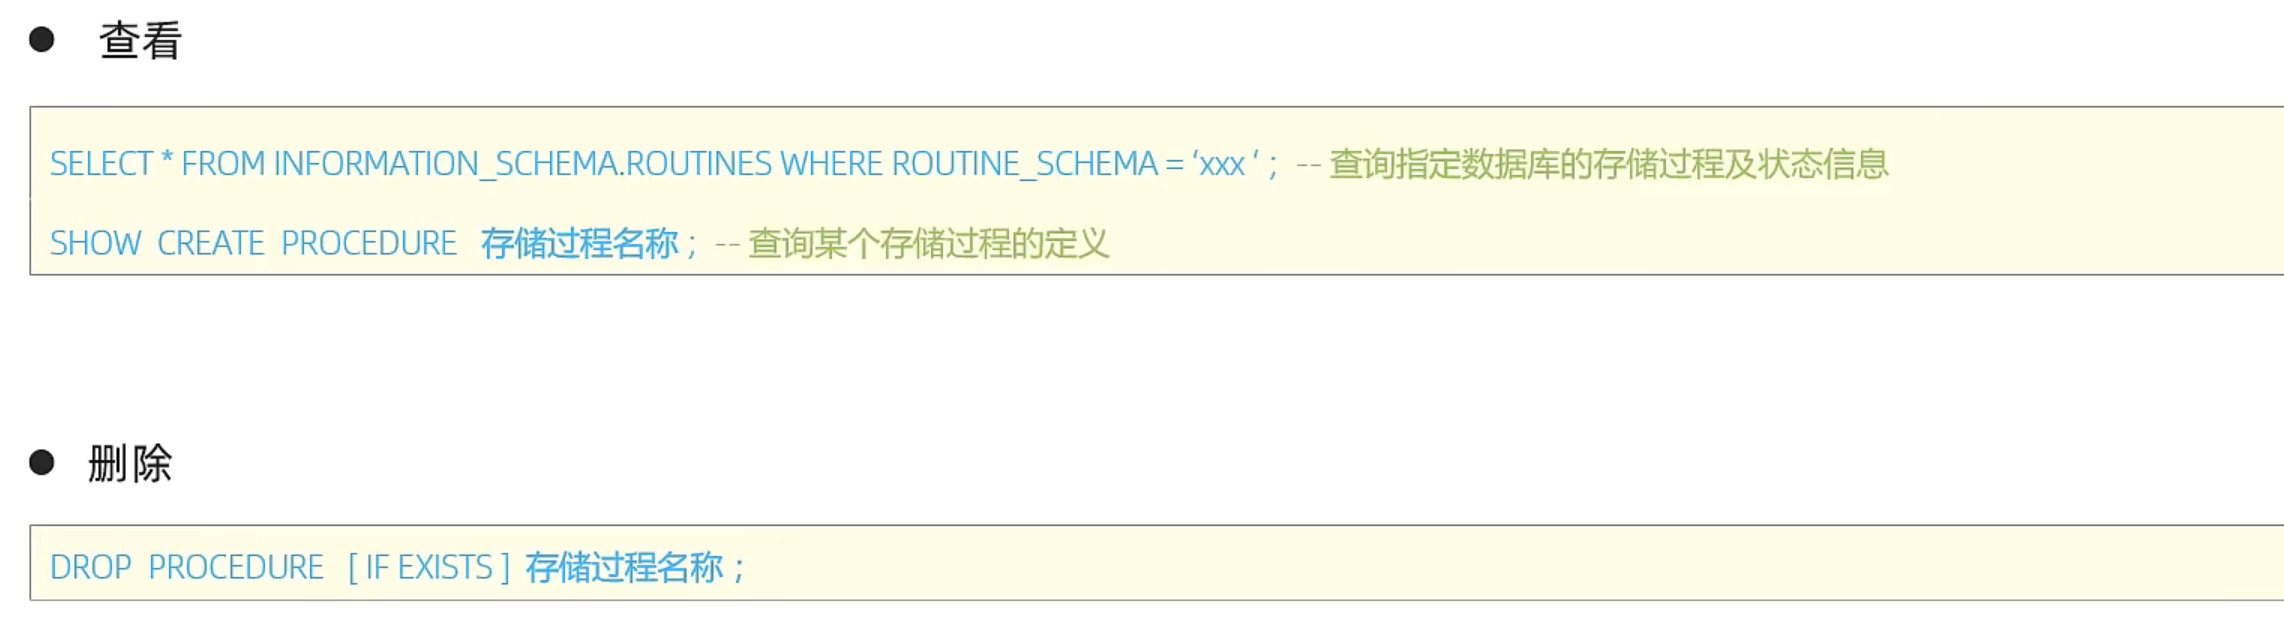 ● 查看
SELECT * FROM INFORMATION_SCHEMA.ROUTINES WHERE ROUTINE_SCHEMA = ‘xxx ‘ ; -- 查询指定数据库的存储过程及状态信息
SHOW CREATE PROCEDURE 存储过程名称 ; -- 查询某个存储过程的定义
● 删除
DROP PROCEDURE [ IF EXISTS ] 存储过程名称 ;